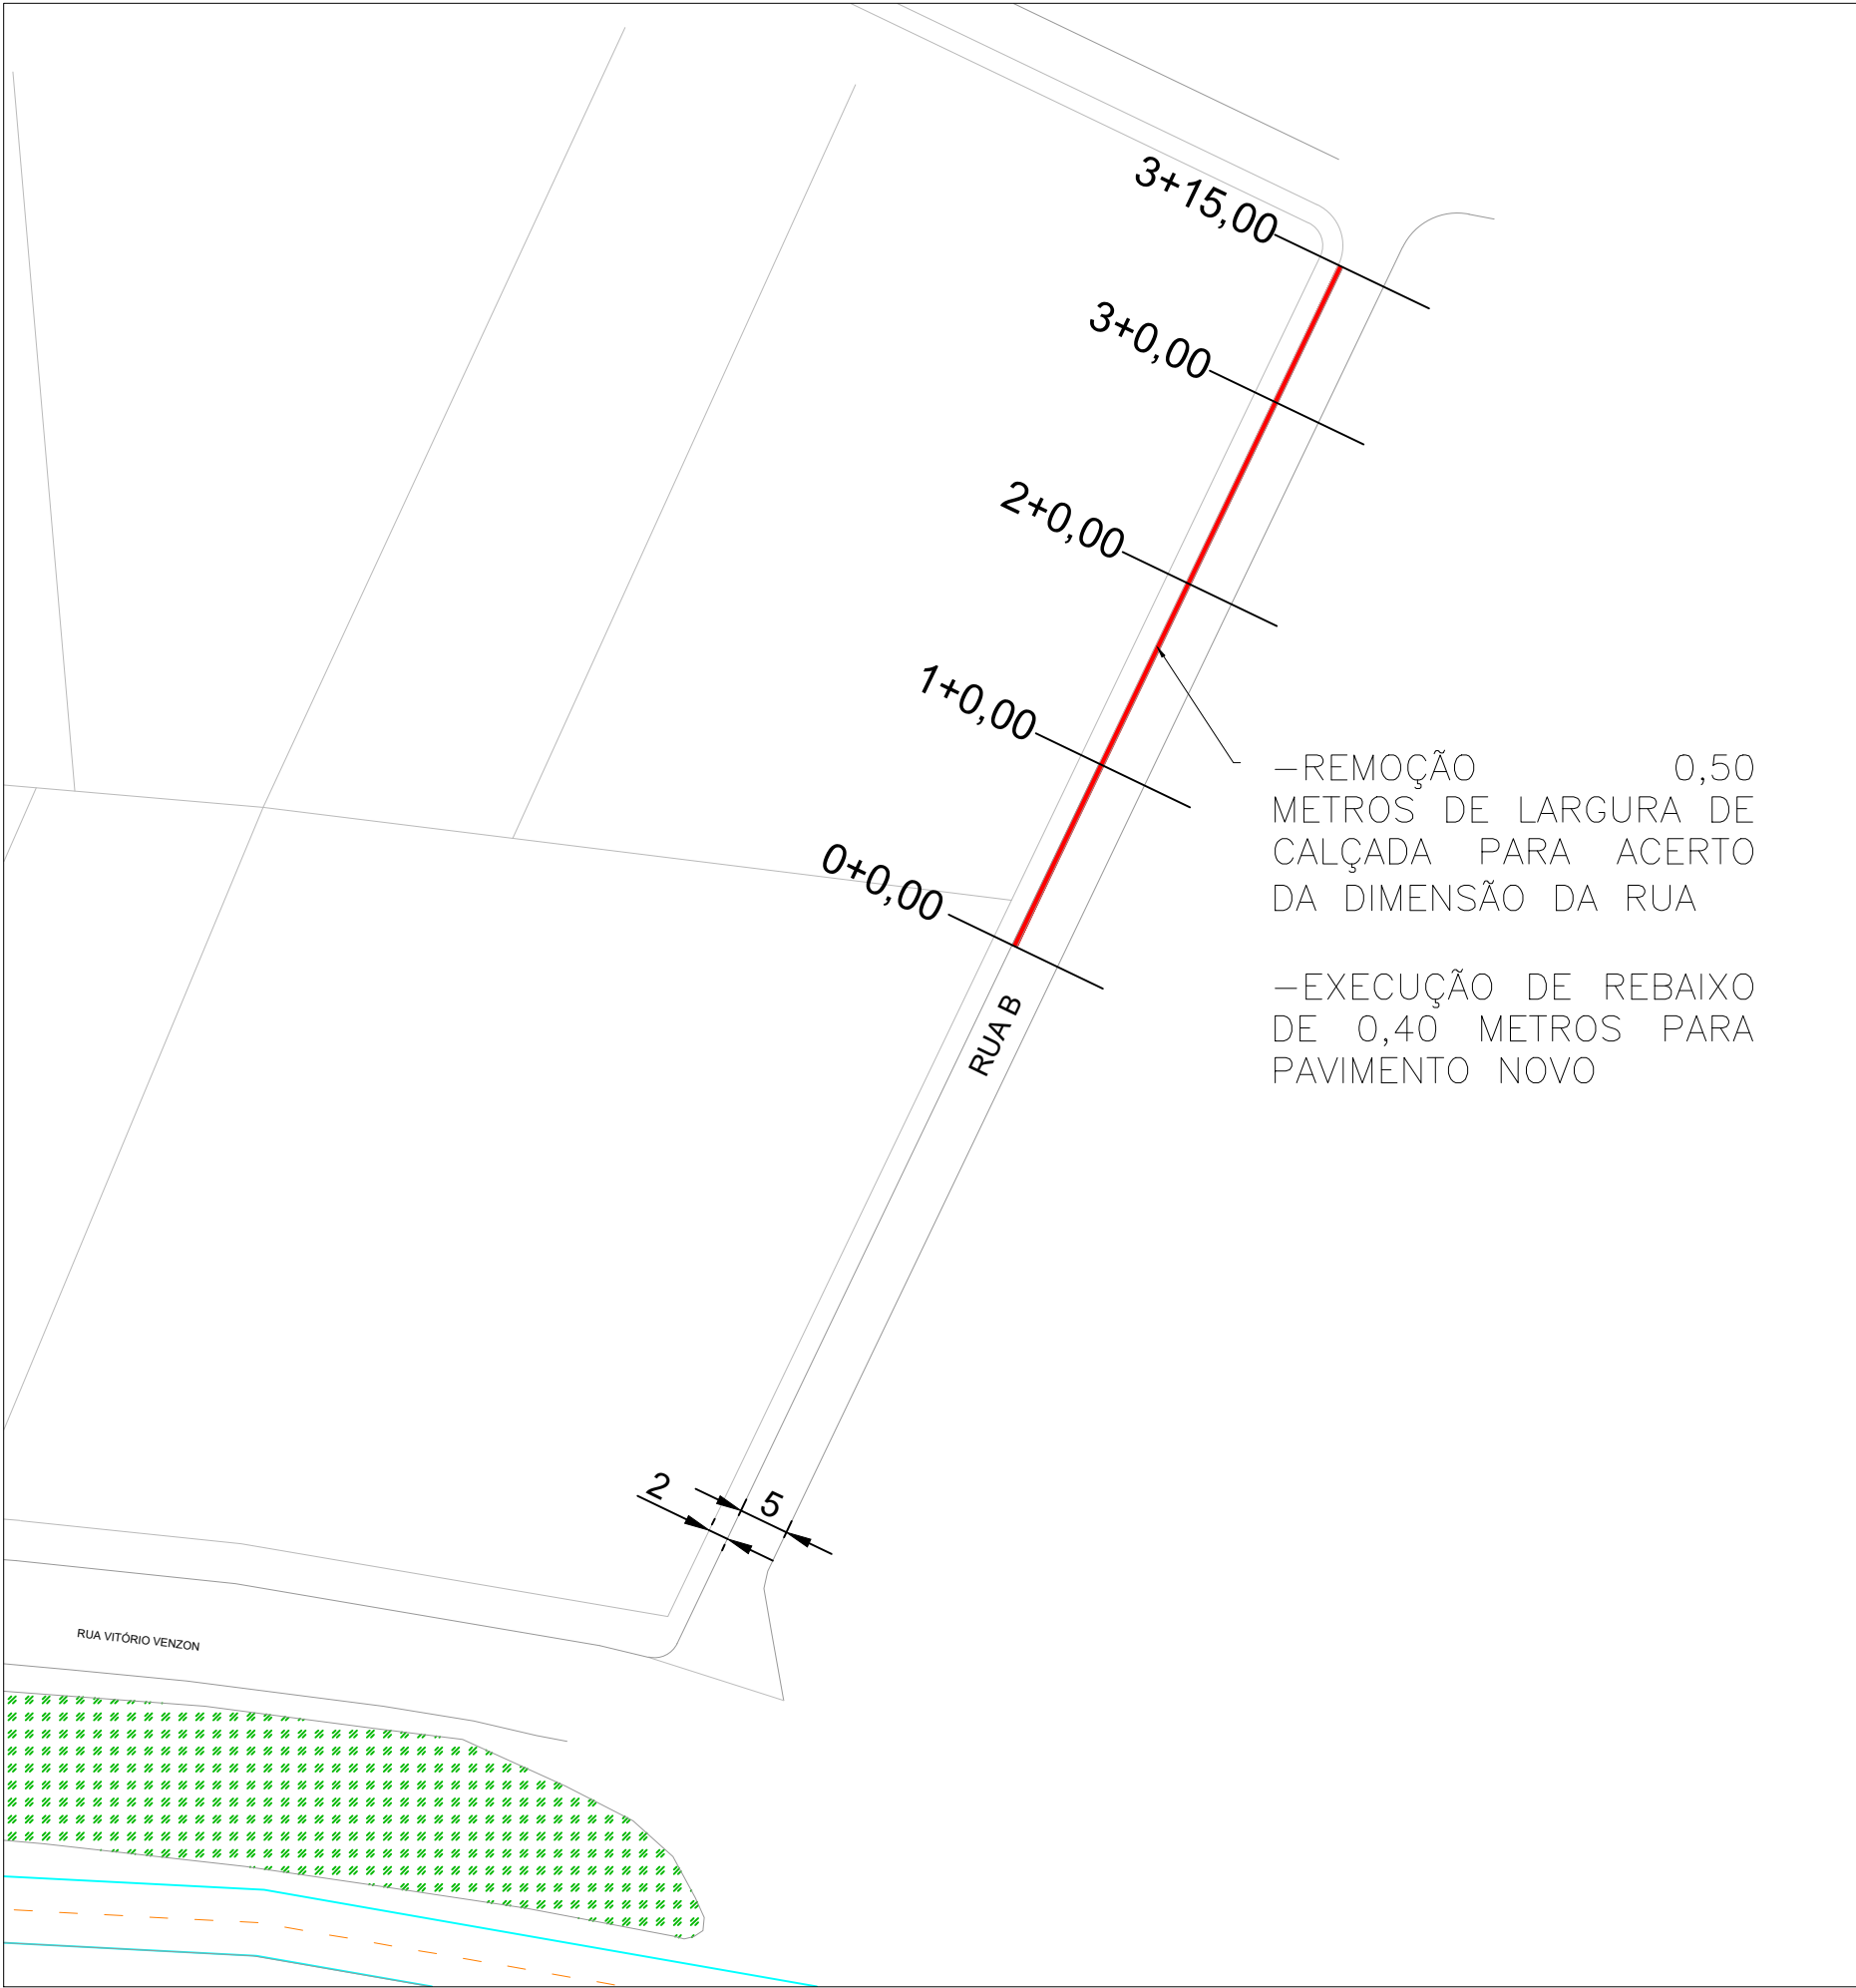 3+15,00
3+0,00
2+0,00
1+0,00
0+0,00
—REMOÇÃO 0,50
METROS DE LARGURA DE
CALÇADA PARA ACERTO
DA DIMENSÃO DA RUA
—EXECUÇÃO DE REBAIXO
DE 0,40 METROS PARA
PAVIMENTO NOVO
RUA B
2
5
RUA VITÓRIO VENZON